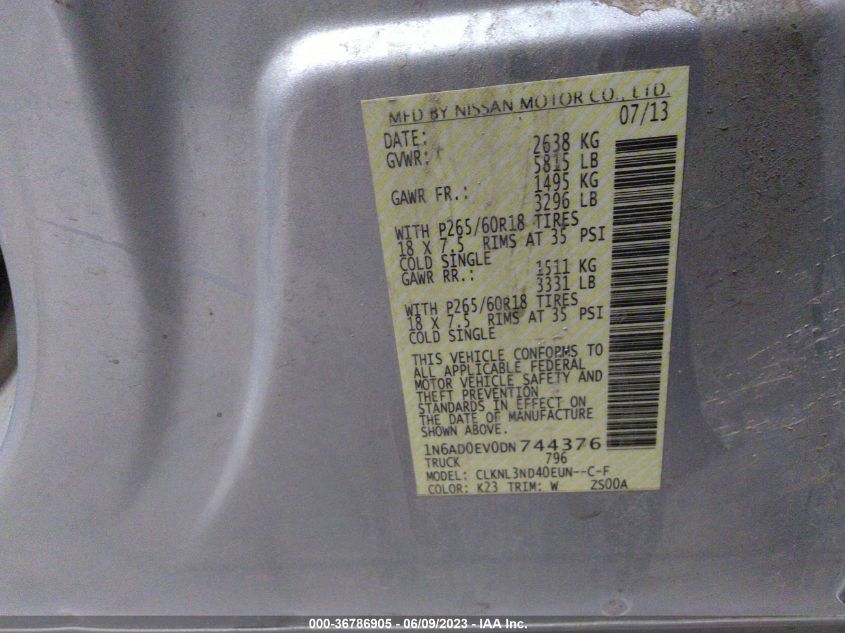 MFD BY NISSAN MOTOR CO., LTD.
DATE: 07/13
GVWR: 2638 KG
5815 LB
GAWR FR.: 1495 KG
3296 LB
WITH P265/60R18 TIRES
18 X 7.5 RIMS AT 35 PSI
COLD SINGLE
GAWR RR.: 1511 KG
3331 LB
WITH P265/60R18 TIRES
18 X 7.5 RIMS AT 35 PSI
COLD SINGLE
THIS VEHICLE CONFORMS TO
ALL APPLICABLE FEDERAL
MOTOR VEHICLE SAFETY AND
THEFT PREVENTION
STANDARDS IN EFFECT ON
THE DATE OF MANUFACTURE
SHOWN ABOVE.
1N6AD0EV0DN744376
TRUCK 796
MODEL: CLKNL3ND40EUN--C-F
COLOR: K23 TRIM: W ZS00A
000-36786905 - 06/09/2023 - IAA Inc.